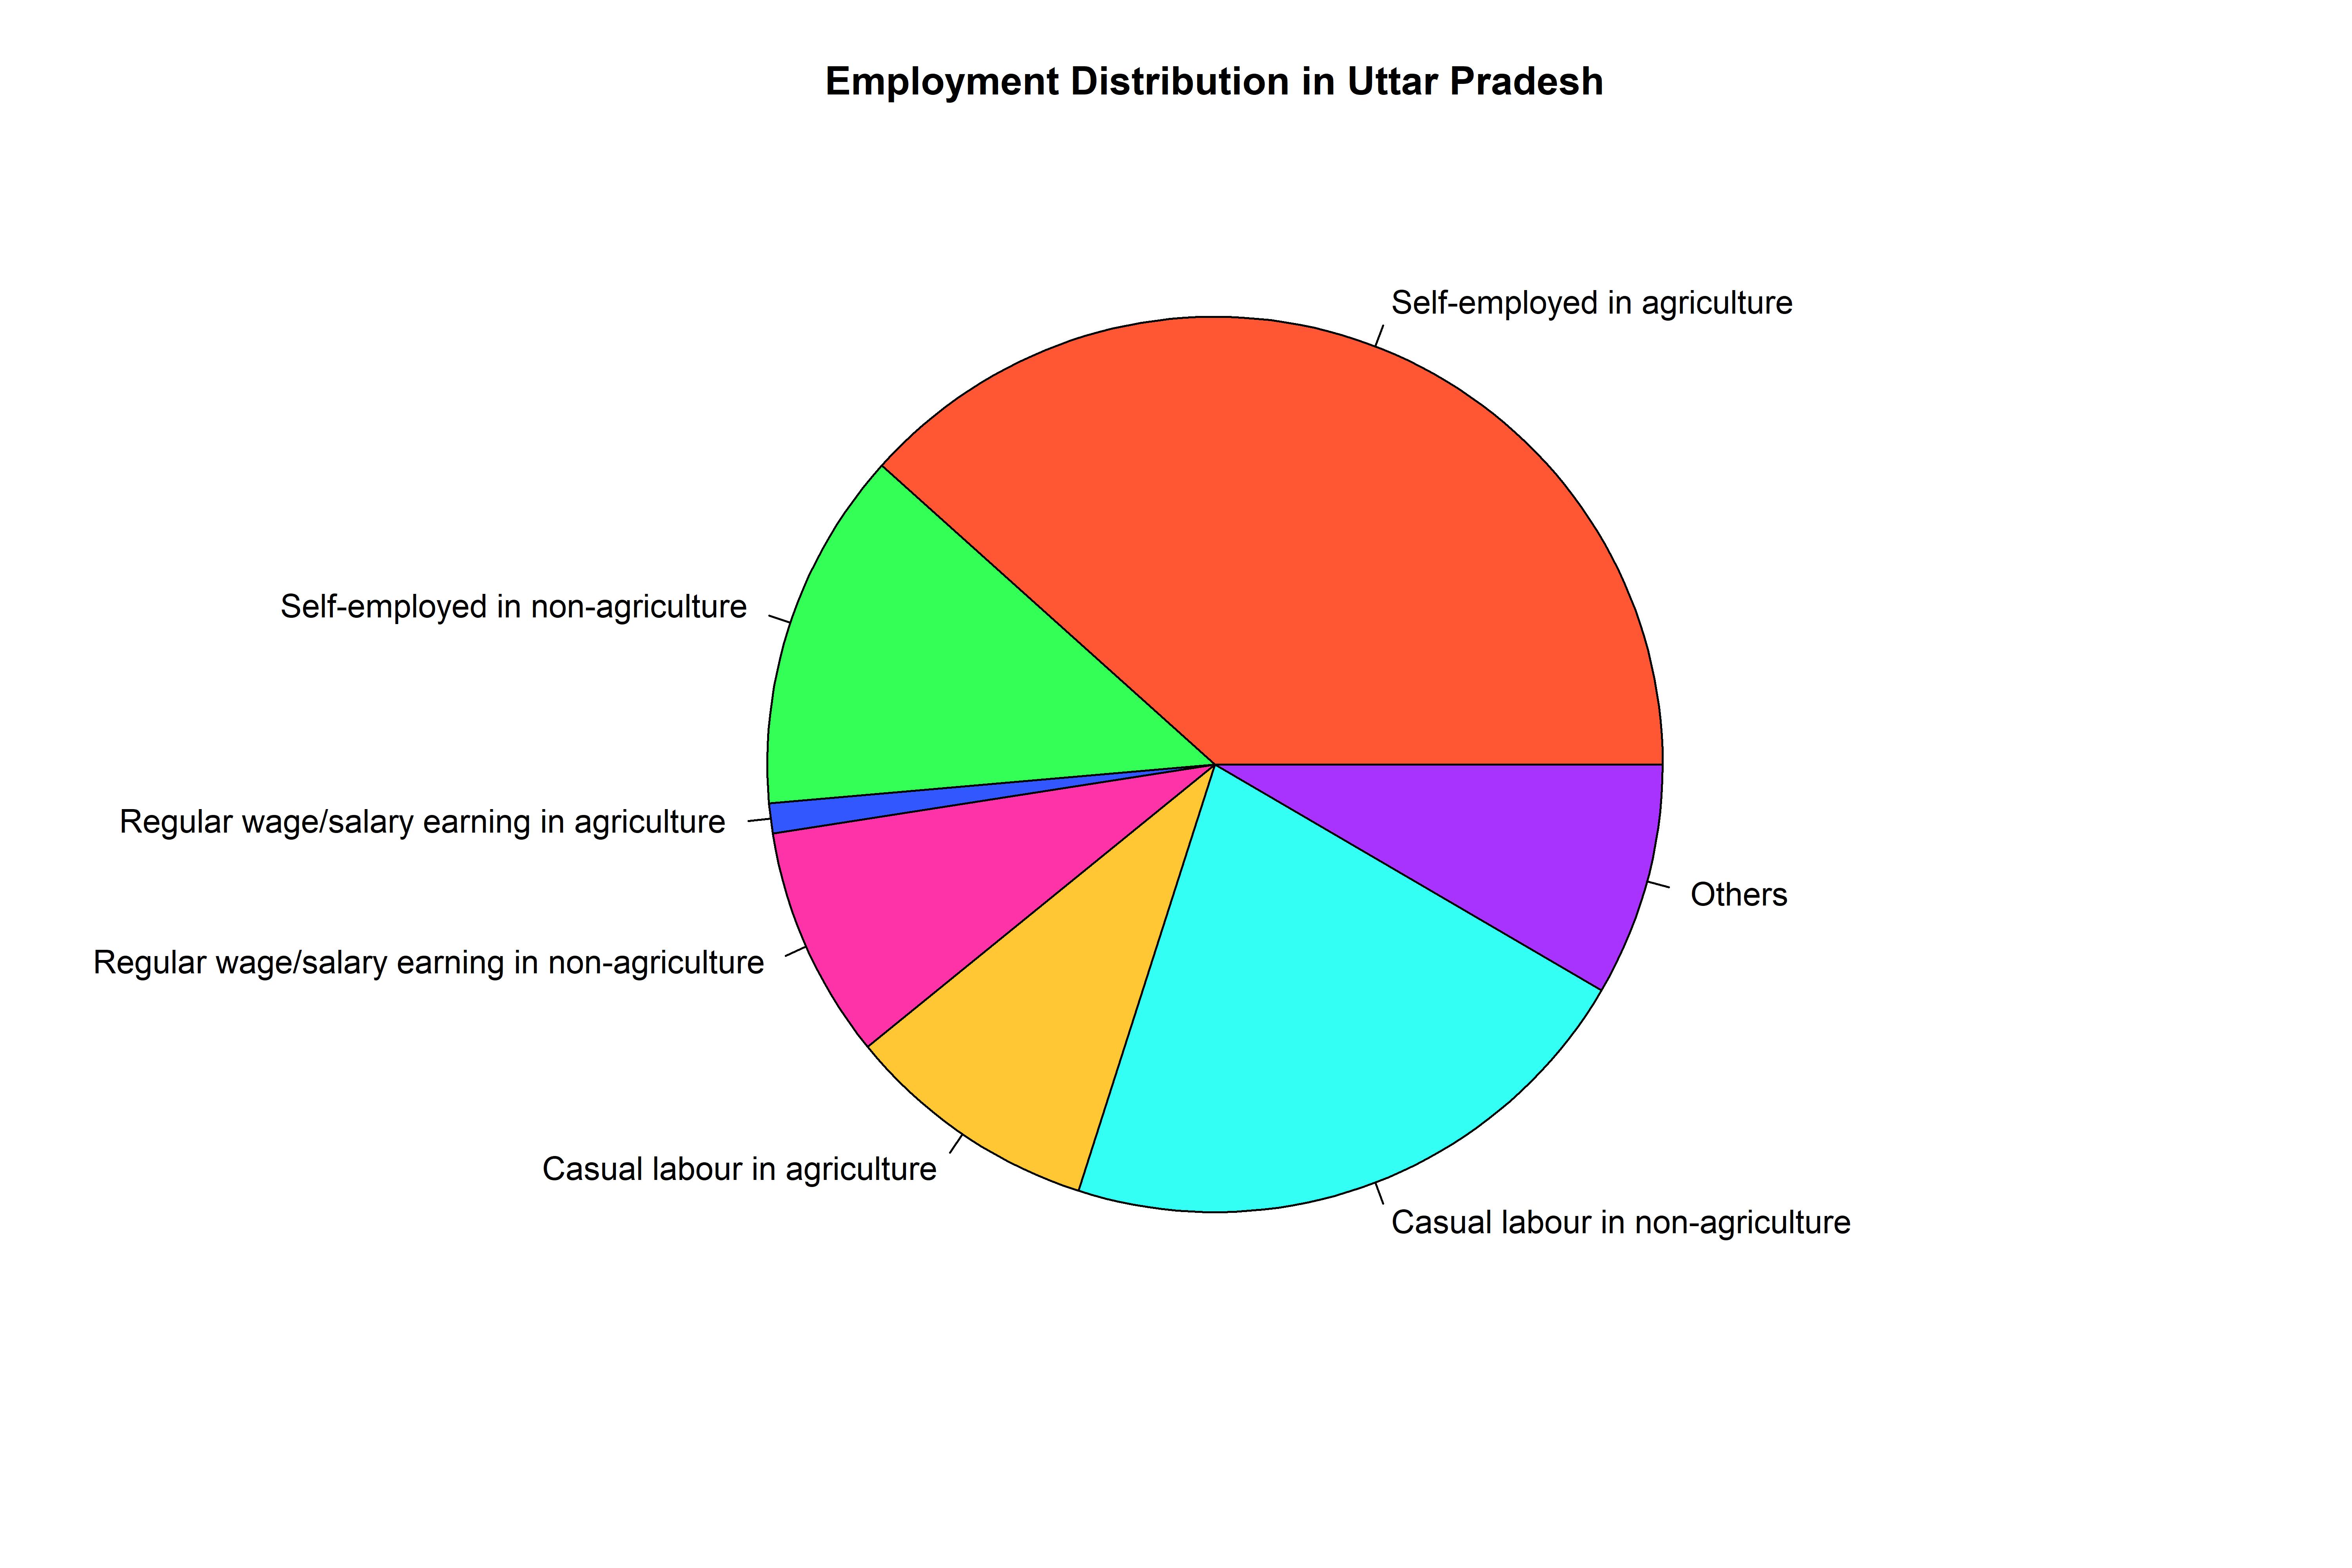 Employment Distribution in Uttar Pradesh
Self-employed in agriculture
Self-employed in non-agriculture
Regular wage/salary earning in agriculture
Others
Regular wage/salary earning in non-agriculture
Casual labour in agriculture
Casual labour in non-agriculture